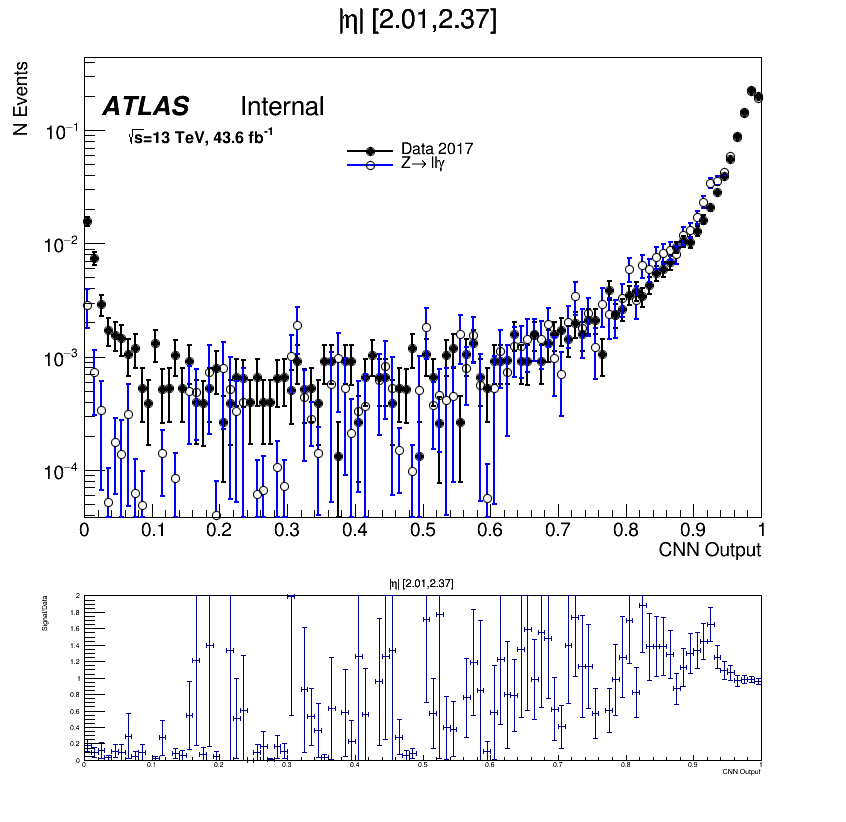 |η| [2.01,2.37]
N Events
ATLAS Internal
√s=13 TeV, 43.6 fb⁻¹
Data 2017
Z→ llγ
10⁻¹
10⁻²
10⁻³
10⁻⁴
0 0.1 0.2 0.3 0.4 0.5 0.6 0.7 0.8 0.9 1
CNN Output
|η| [2.01,2.37]
Signal/Data
2
1.8
1.6
1.4
1.2
1
0.8
0.6
0.4
0.2
0
0 0.1 0.2 0.3 0.4 0.5 0.6 0.7 0.8 0.9 1
CNN Output